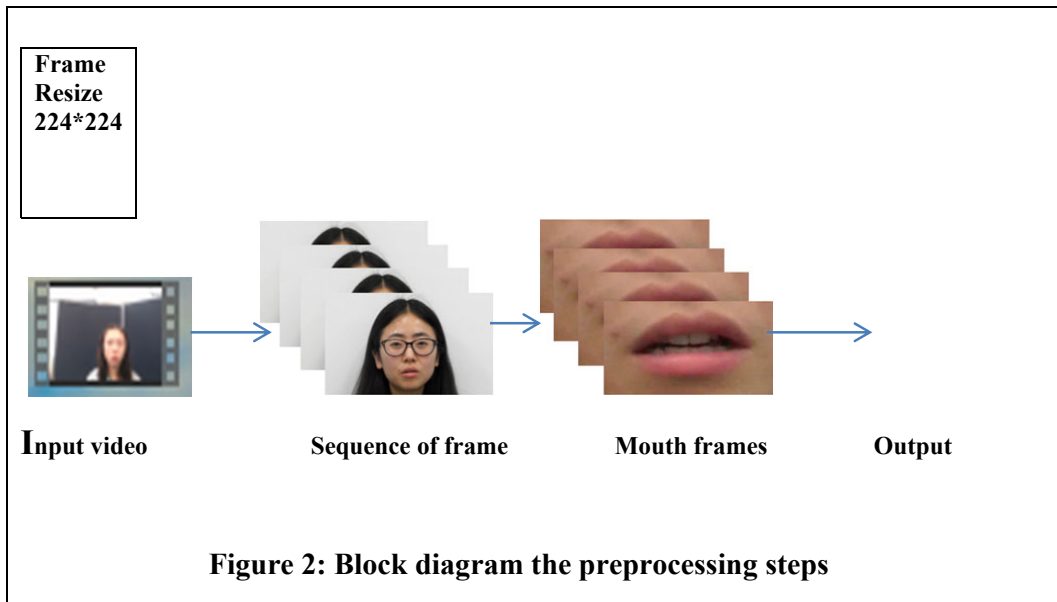 Frame
Resize
224*224
Input video Sequence of frame Mouth frames Output
Figure 2: Block diagram the preprocessing steps